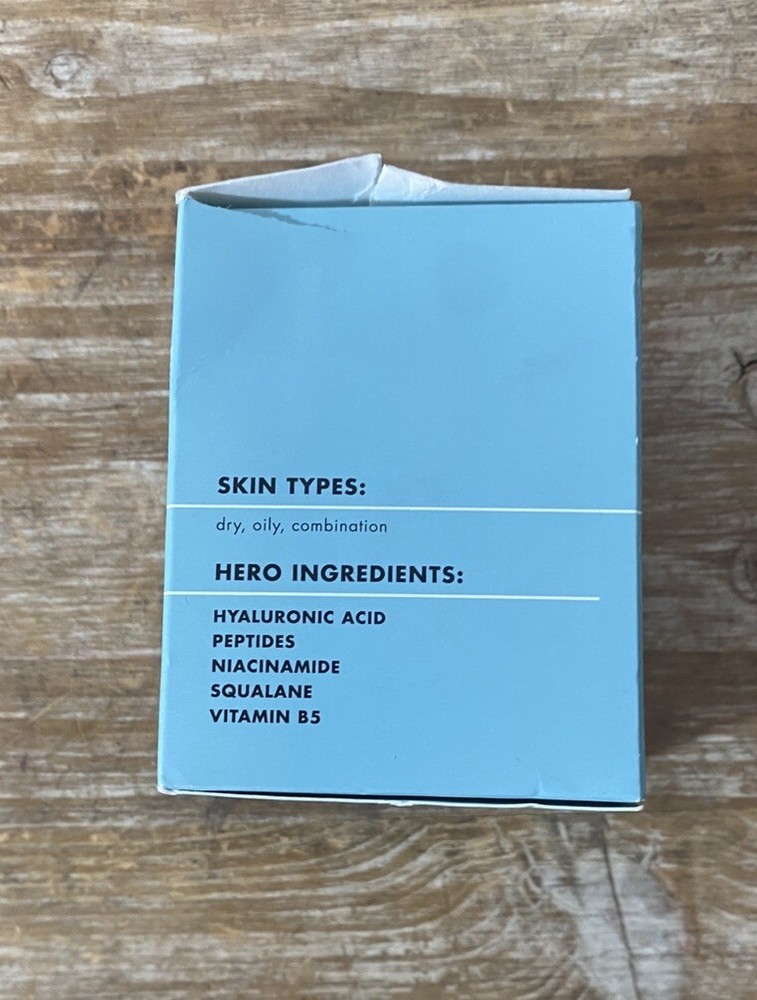 SKIN TYPES:
dry, oily, combination
HERO INGREDIENTS:
HYALURONIC ACID
PEPTIDES
NIACINAMIDE
SQUALANE
VITAMIN B5